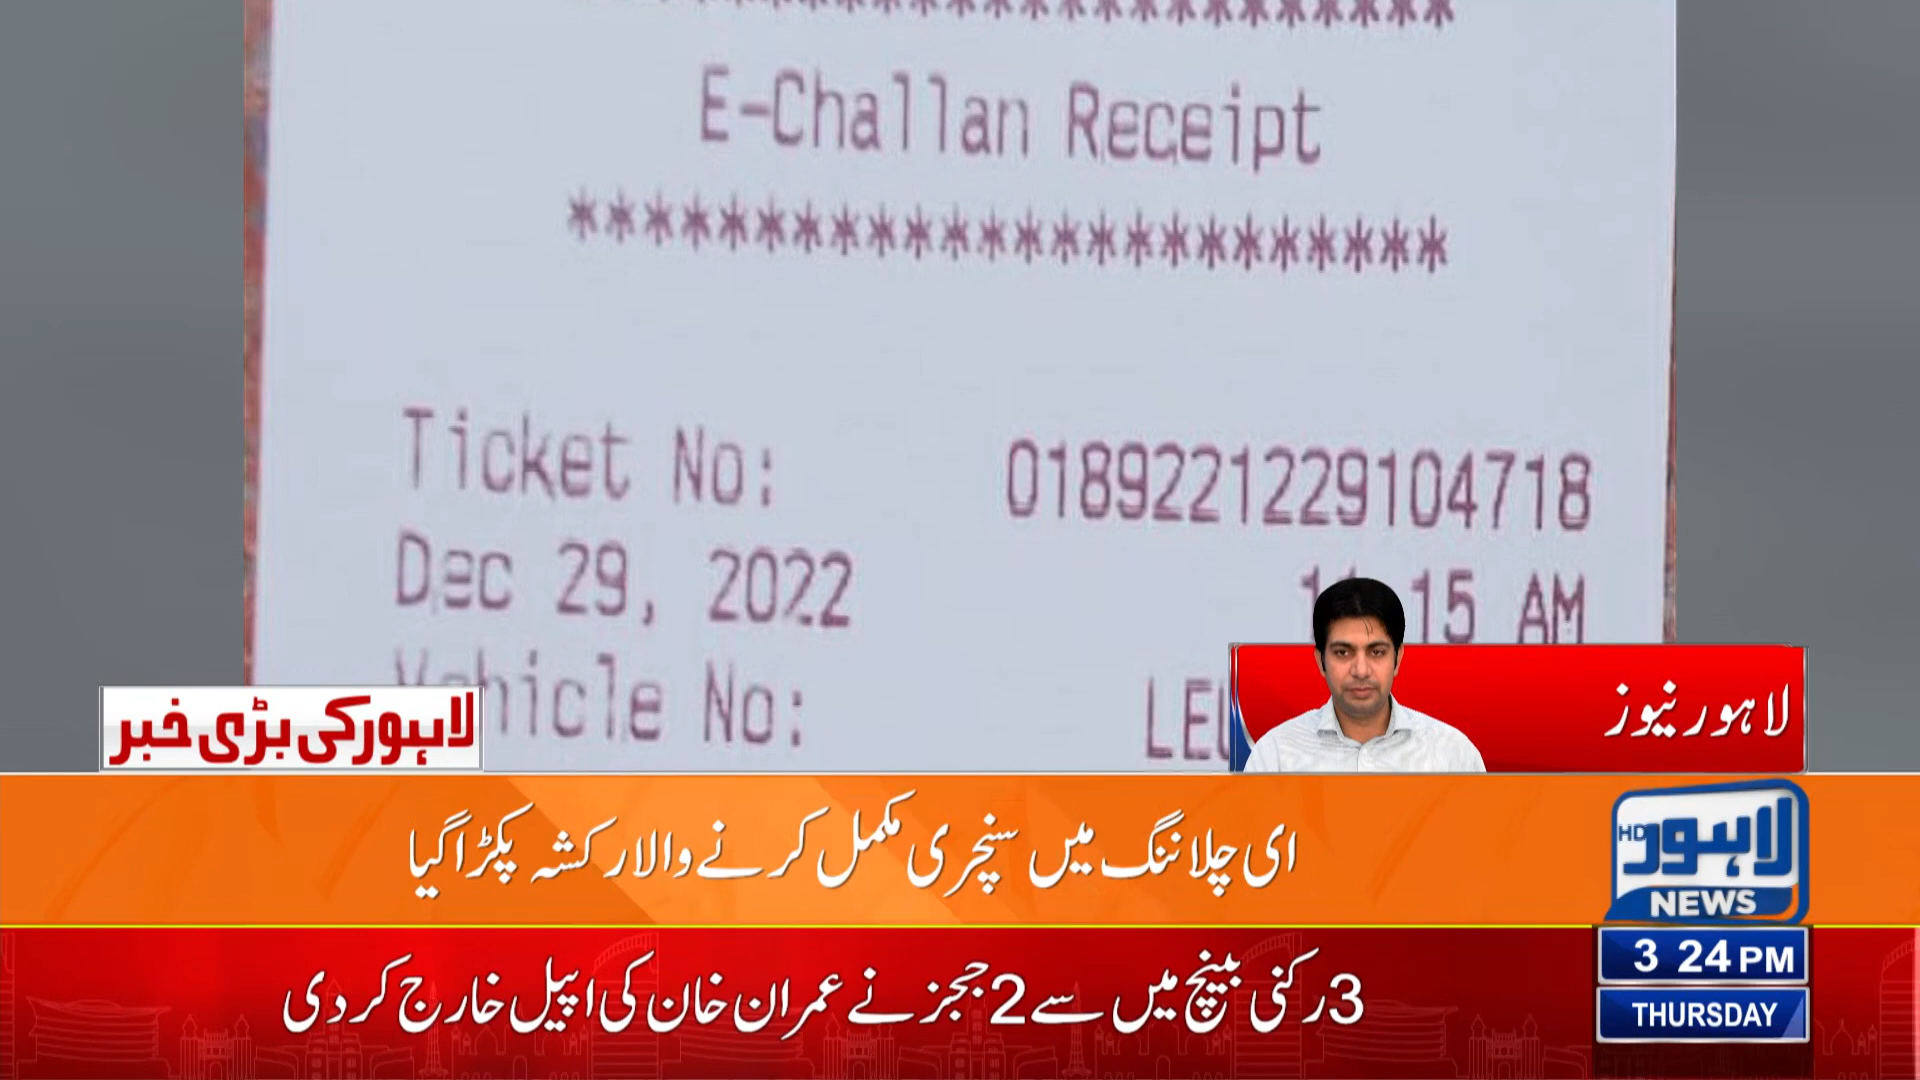 E-Challan Receipt
************************
Ticket No: 0189221229104718
Dec 29, 2022 15 AM
Vehicle No: LE
لاہور نیوز
لاہور کی بڑی خبر
ای چلاننگ میں سنچری مکمل کرنے والا رکشہ پکڑا گیا
لاہور
HD
NEWS
3 رکنی بینچ میں سے 2 ججز نے عمران خان کی اپیل خارج کر دی
3 24 PM
THURSDAY